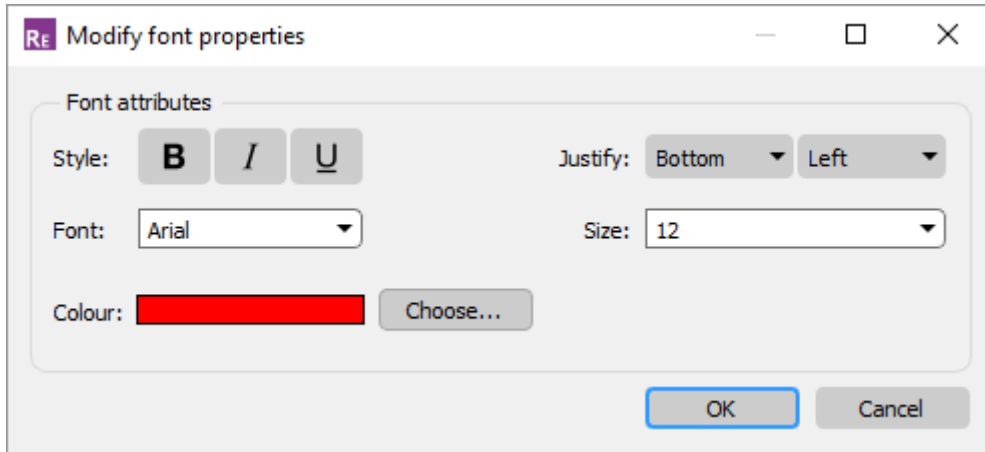 RE Modify font properties
Font attributes
Style: B I U Justify: Bottom Left
Font: Arial Size: 12
Colour: Choose...
OK Cancel